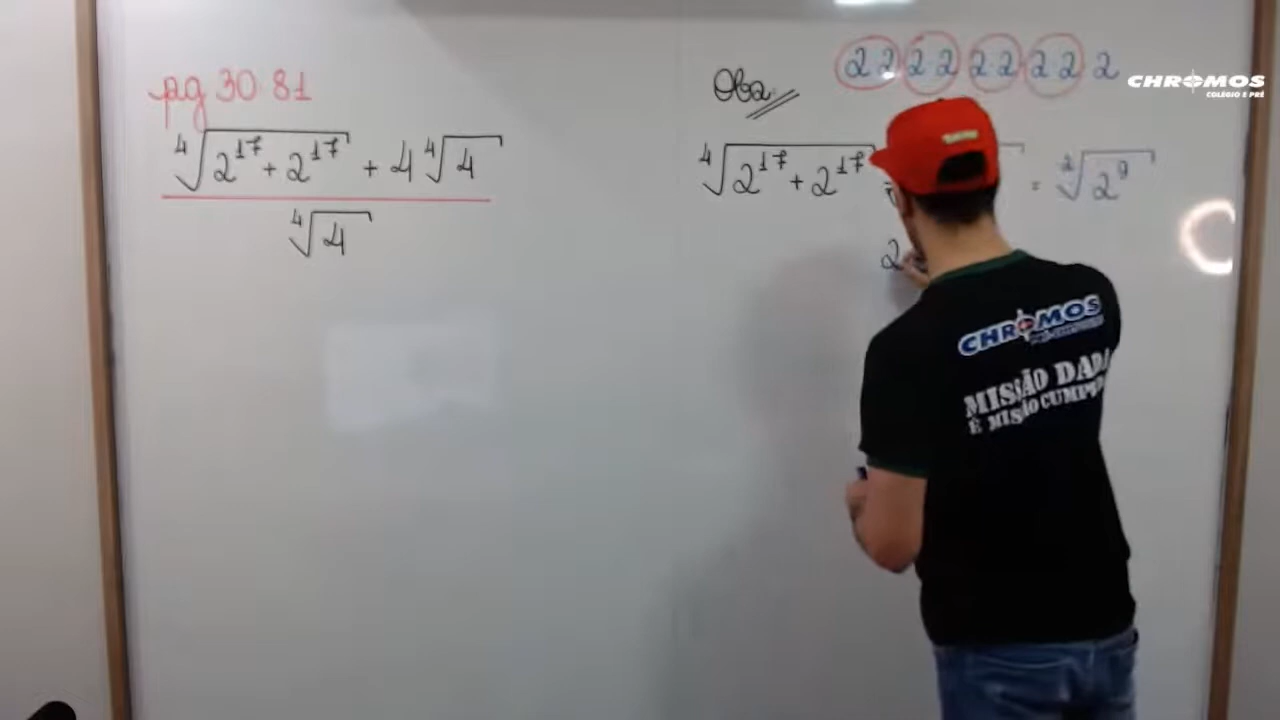 pg 30·81
⁴√(2¹⁷ + 2¹⁷) + 4 ⁴√4
⁴√4
Obs.
2·2 2·2 2·2 2·2 2
⁴√(2¹⁷ + 2¹⁷
= ²√2⁹
2
CHROMOS
COLÉGIO E PRÉ
CHROMOS
MISSÃO DADA
É MISSÃO CUMPRIDA